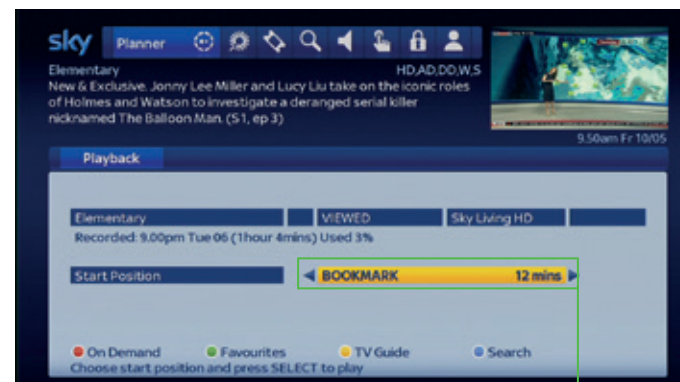 sky Planner
Elementary HD,AD,DD,W,S
New & Exclusive. Jonny Lee Miller and Lucy Liu take on the iconic roles
of Holmes and Watson to investigate a deranged serial killer
nicknamed The Balloon Man. (S1, ep 3)
9.50am Fr 10/05
Playback
Elementary VIEWED Sky Living HD
Recorded: 9.00pm Tue 06 (1hour 4mins) Used 3%
Start Position BOOKMARK 12 mins
On Demand Favourites TV Guide Search
Choose start position and press SELECT to play